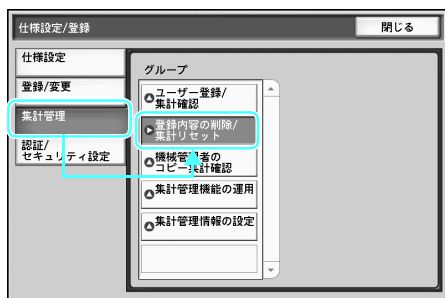 仕様設定/登録
閉じる
仕様設定
登録/変更
集計管理
認証/
セキュリティ設定
グループ
ユーザー登録/
集計確認
登録内容の削除/
集計リセット
機械管理者の
コピー集計確認
集計管理機能の運用
集計管理情報の設定